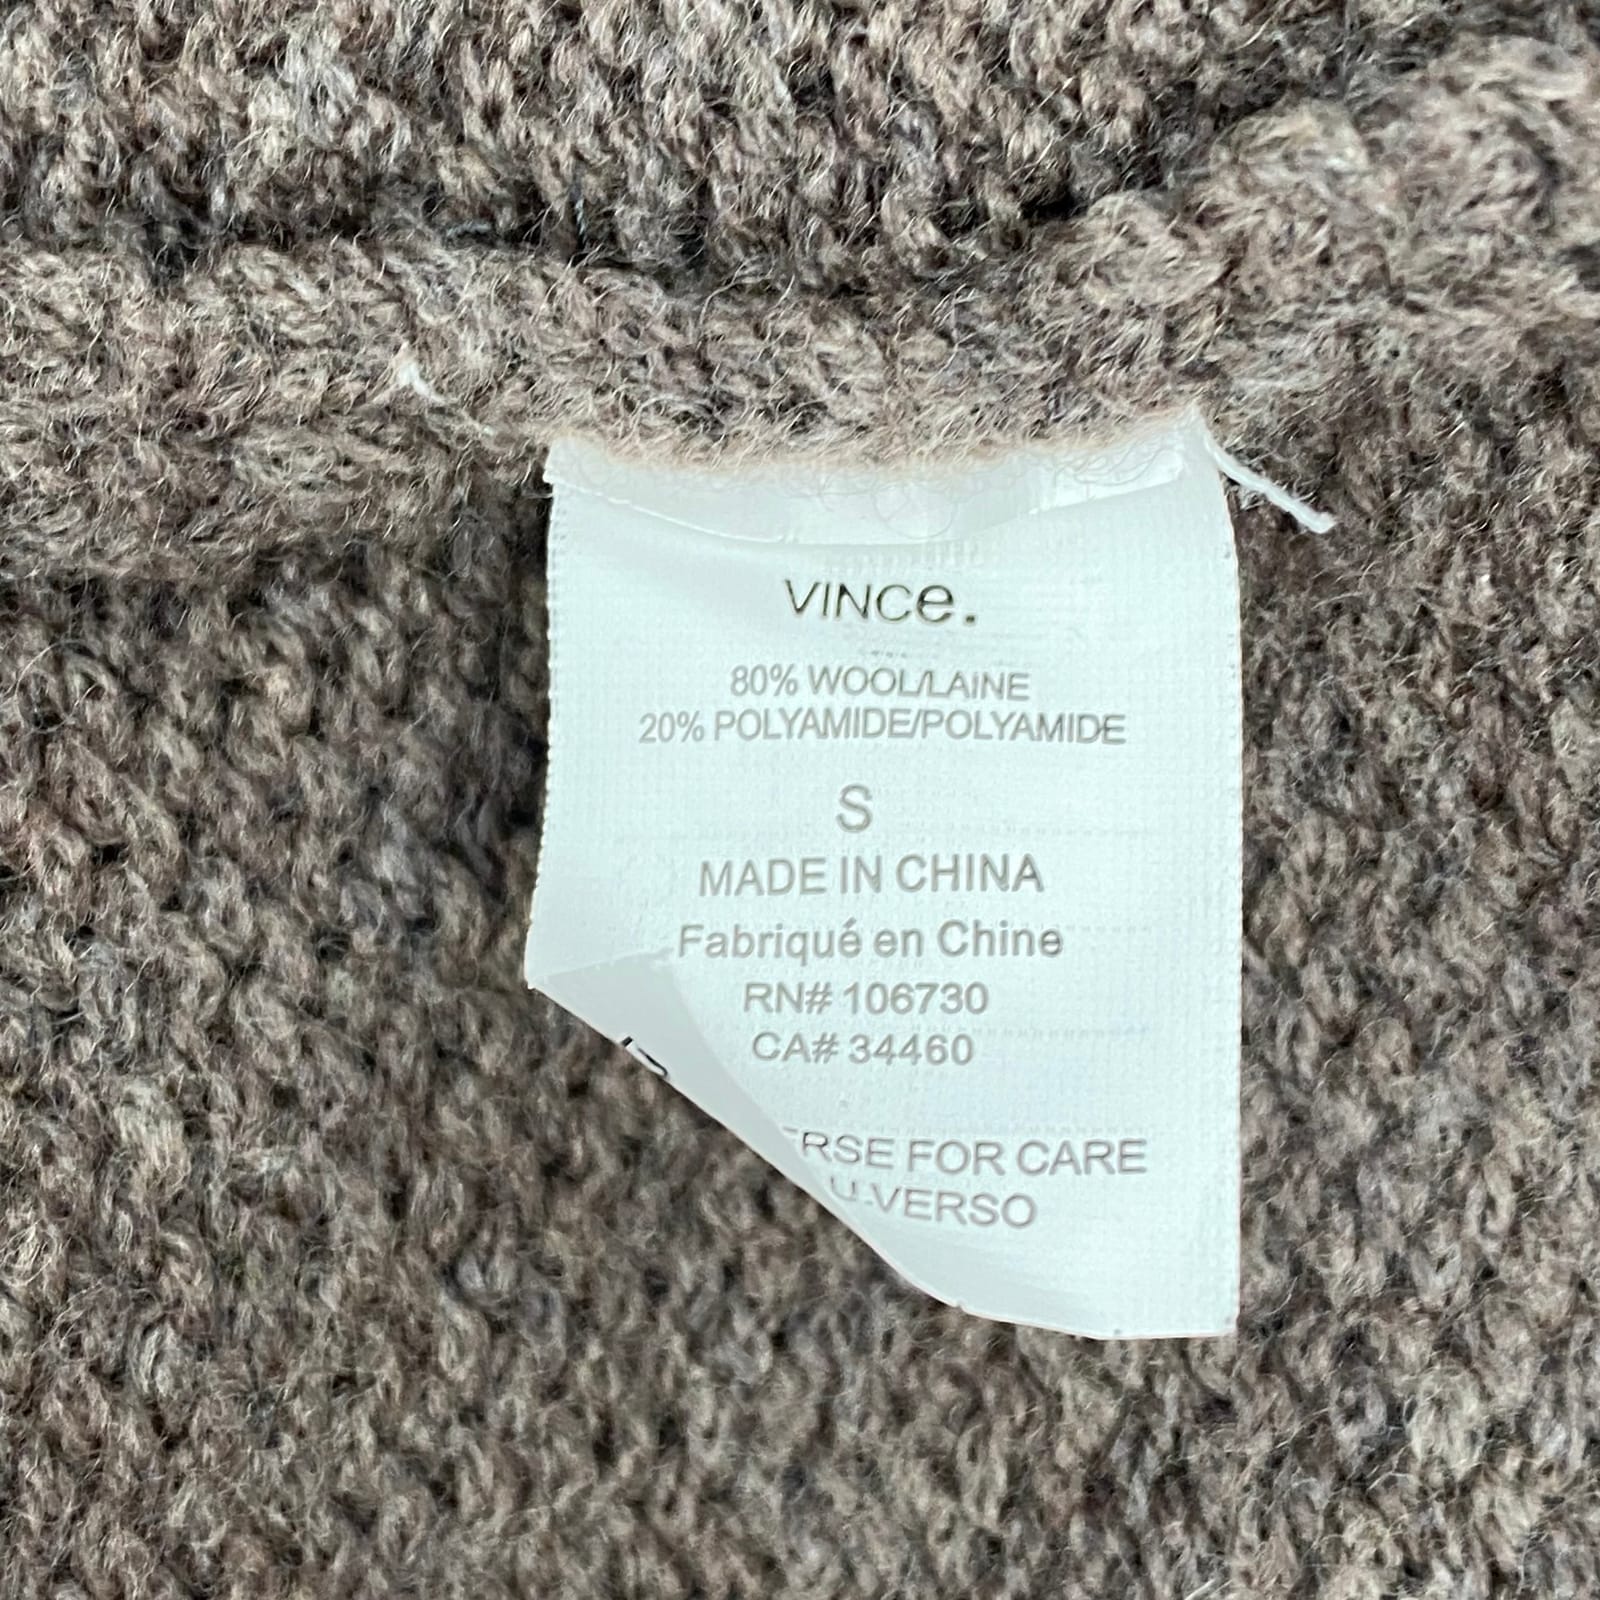 VINCe.
80% WOOL/LAINE
20% POLYAMIDE/POLYAMIDE
S
MADE IN CHINA
Fabriqué en Chine
RN# 106730
CA# 34460
ERSE FOR CARE
U VERSO